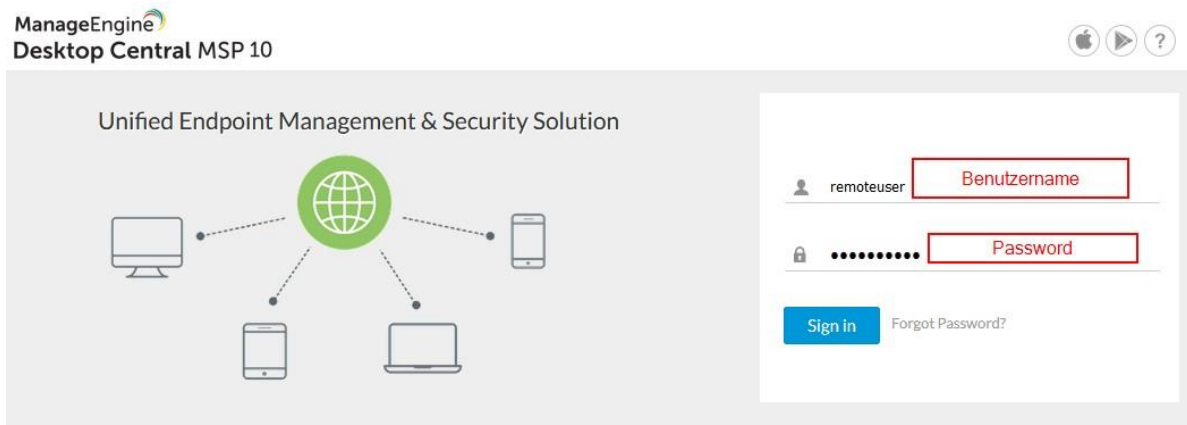 ManageEngine
Desktop Central MSP 10
?
Unified Endpoint Management & Security Solution
remoteuser Benutzername
•••••••••• Password
Sign in Forgot Password?